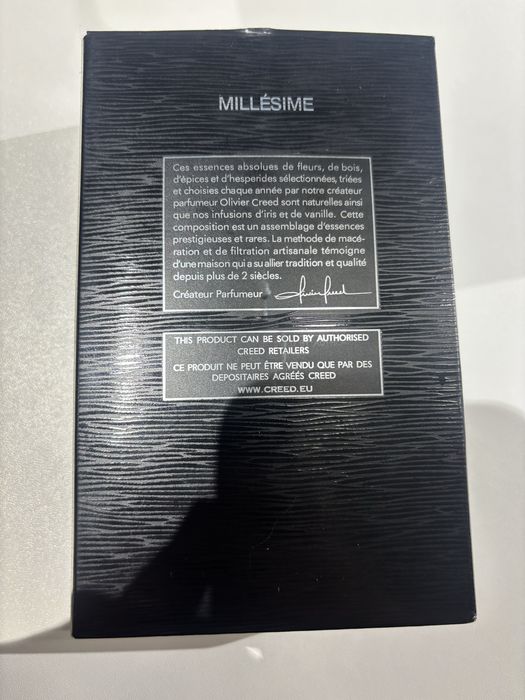 MILLÉSIME
Ces essences absolues de fleurs, de bois,
d'épices et d'hesperides sélectionnées, triées
et choisies chaque année par notre créateur
parfumeur Olivier Creed sont naturelles ainsi
que nos infusions d'iris et de vanille. Cette
composition est un assemblage d'essences
prestigieuses et rares. La methode de macé-
ration et de filtration artisanale témoigne
d'une maison qui a su allier tradition et qualité
depuis plus de 2 siècles.
Créateur Parfumeur
THIS PRODUCT CAN BE SOLD BY AUTHORISED
CREED RETAILERS
CE PRODUIT NE PEUT ÊTRE VENDU QUE PAR DES
DEPOSITAIRES AGRÉÉS CREED
WWW.CREED.EU